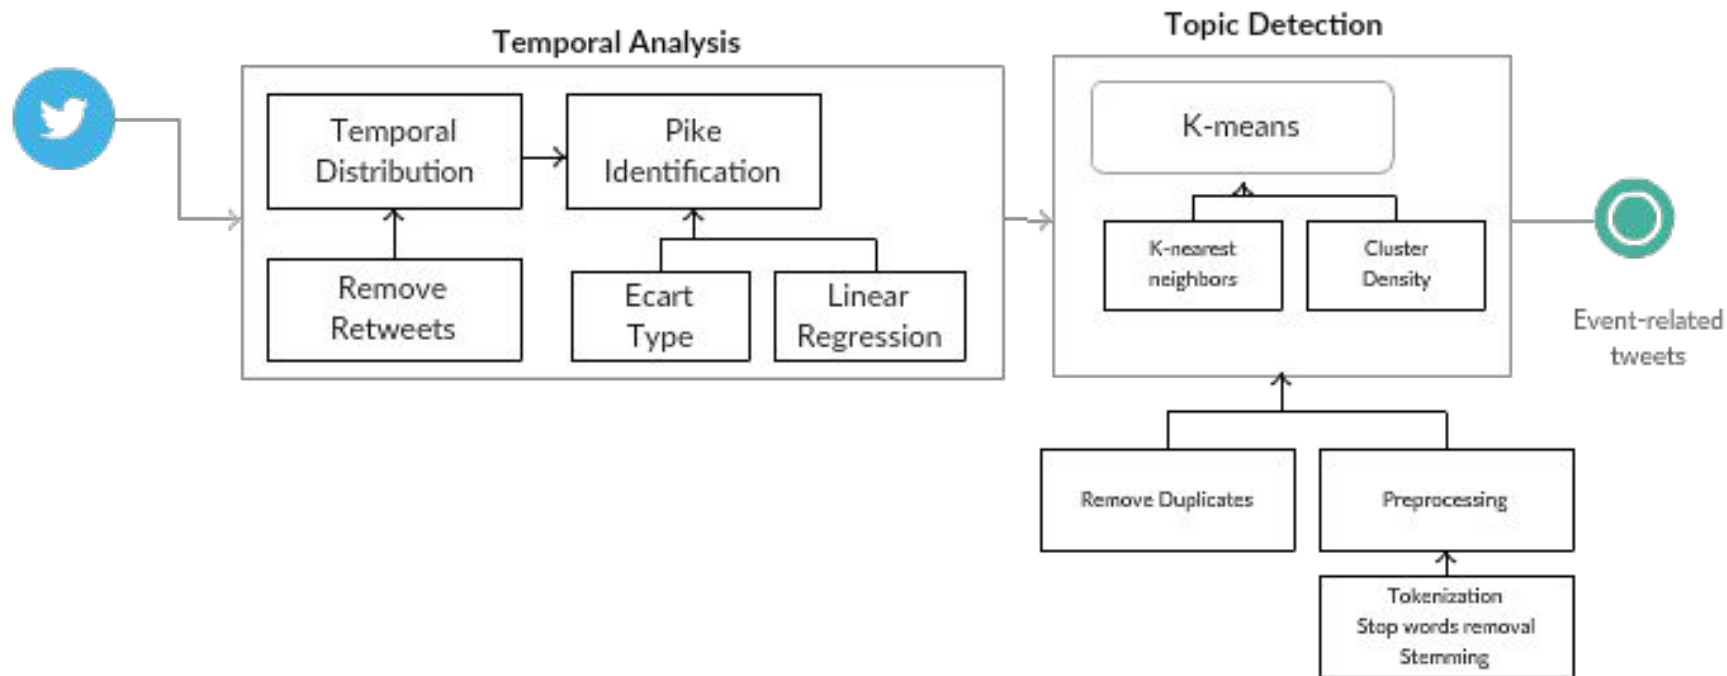 Temporal Analysis
Topic Detection
Temporal
Distribution
Pike
Identification
Remove
Retweets
Ecart
Type
Linear
Regression
K-means
K-nearest
neighbors
Cluster
Density
Event-related
tweets
Remove Duplicates
Preprocessing
Tokenization
Stop words removal
Stemming